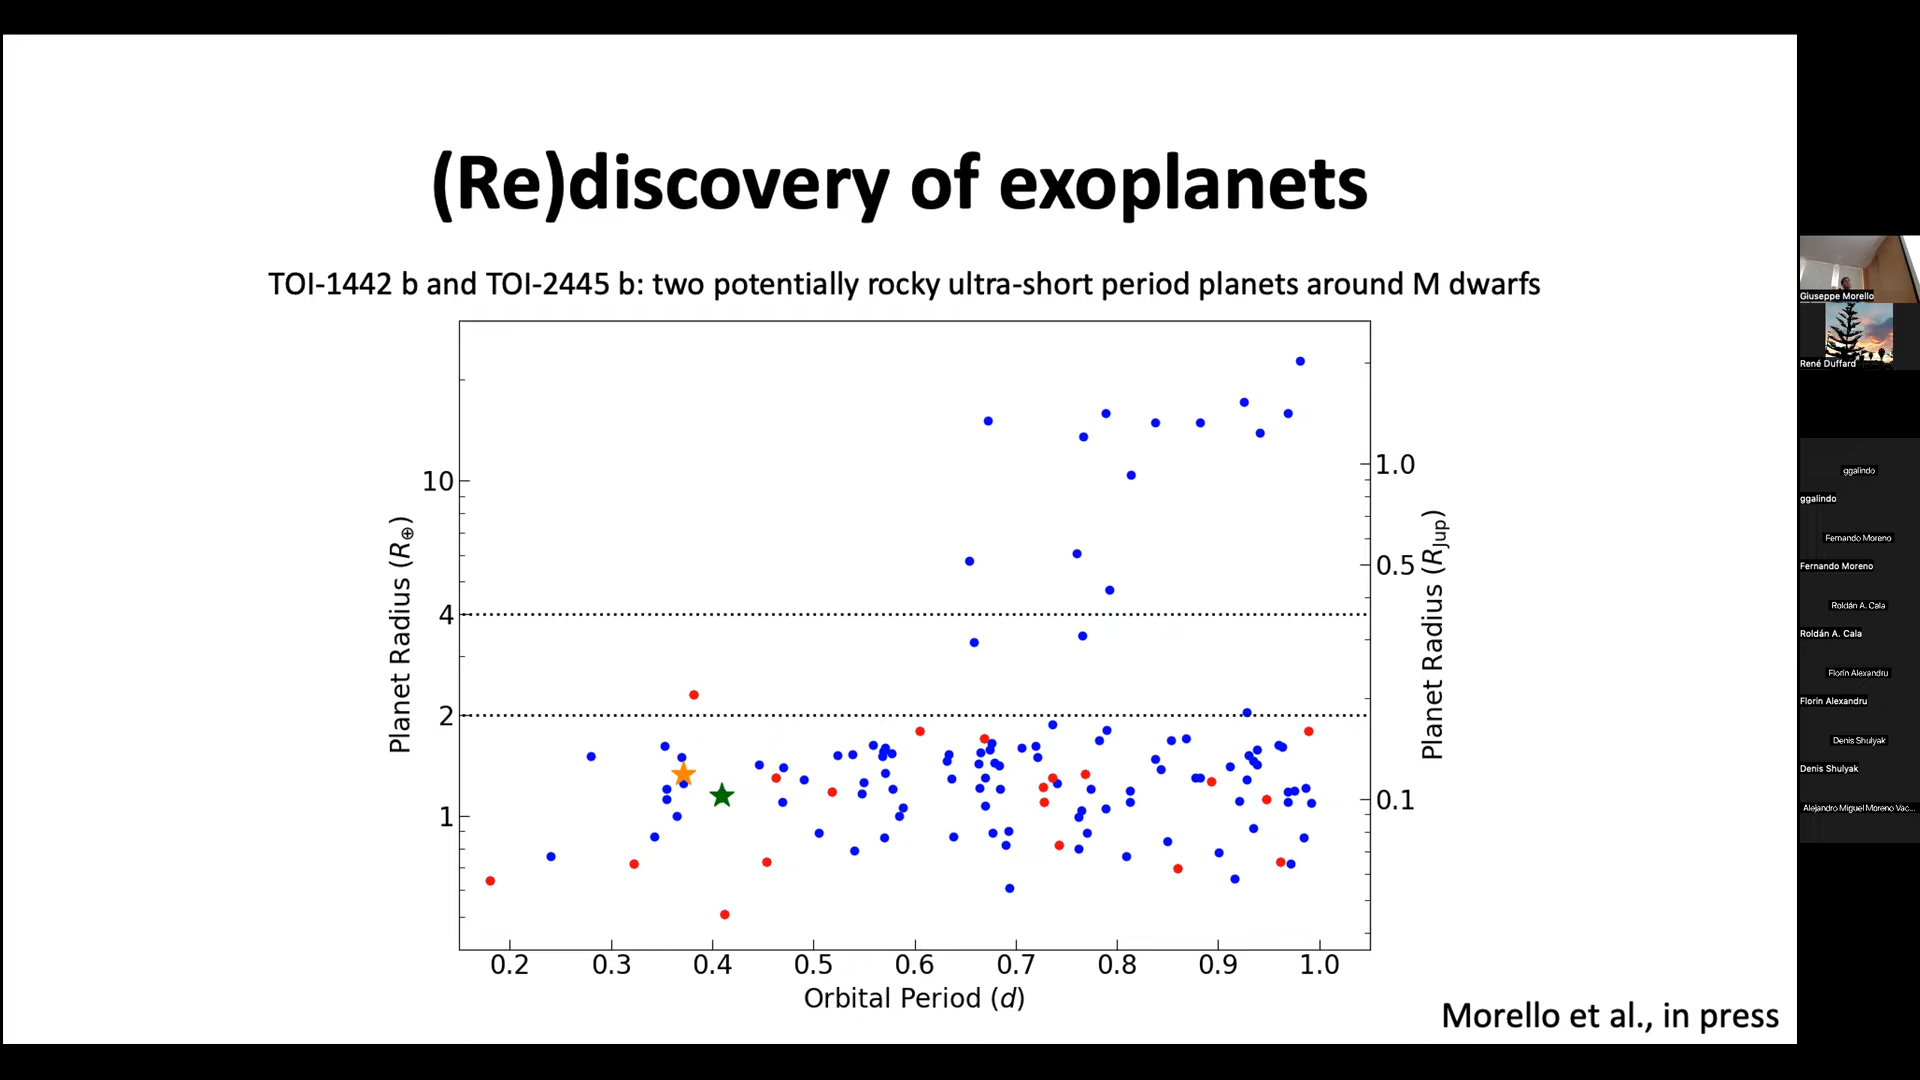 (Re)discovery of exoplanets
TOI-1442 b and TOI-2445 b: two potentially rocky ultra-short period planets around M dwarfs
10
4
2
1
Planet Radius (R⊕)
1.0
0.5
0.1
Planet Radius (RJup)
0.2 0.3 0.4 0.5 0.6 0.7 0.8 0.9 1.0
Orbital Period (d)
Morello et al., in press
Giuseppe Morello
René Duffard
ggalindo
ggalindo
Fernando Moreno
Fernando Moreno
Roldán A. Cala
Roldán A. Cala
Florin Alexandru
Florin Alexandru
Denis Shulyak
Denis Shulyak
Alejandro Miguel Moreno Vac...